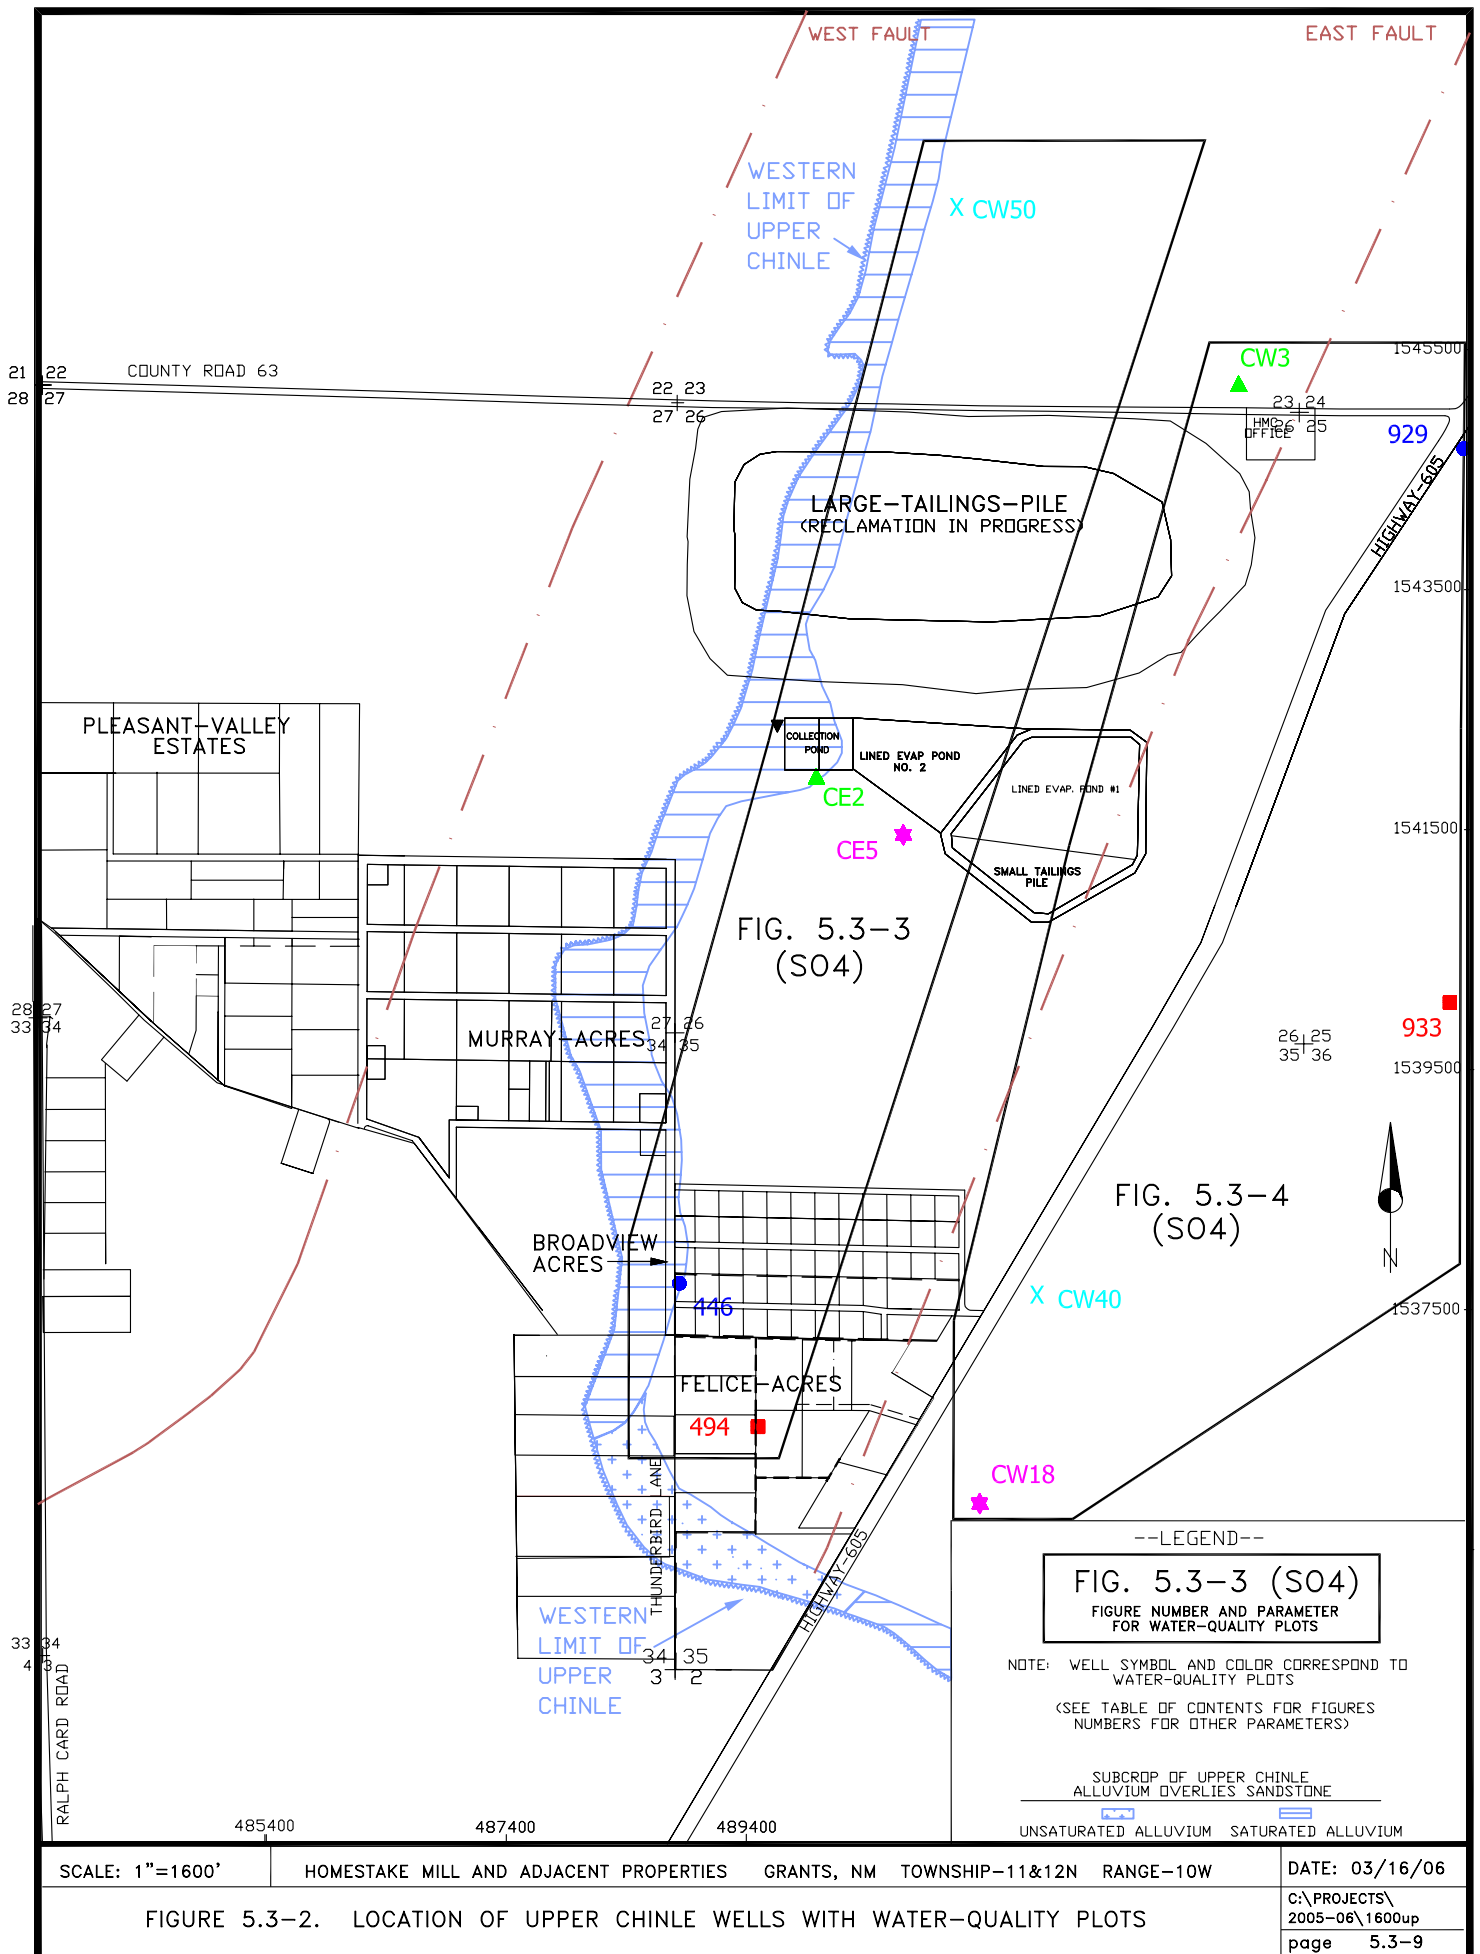 WEST FAULT
EAST FAULT
WESTERN
LIMIT OF
UPPER
CHINLE
X CW50
1545500
CW3
COUNTY ROAD 63
21 22
28 27
22 23
27 26
23 24
26 25
HMC
OFFICE
929
HIGHWAY-605
LARGE-TAILINGS-PILE
(RECLAMATION IN PROGRESS)
1543500
PLEASANT-VALLEY
ESTATES
COLLECTION
POND
LINED EVAP POND
NO. 2
LINED EVAP. POND #1
CE2
CE5
1541500
SMALL TAILINGS
PILE
FIG. 5.3-3
(SO4)
28 27
33 34
MURRAY-ACRES
27 26
34 35
933
26 25
35 36
1539500
FIG. 5.3-4
(SO4)
N
BROADVIEW
ACRES
446
X CW40
1537500
FELICE-ACRES
494
CW18
THUNDERBIRD LANE
HIGHWAY-605
WESTERN
LIMIT OF
UPPER
CHINLE
33 34
4 3
34 35
3 2
RALPH CARD ROAD
485400
487400
489400
--LEGEND--
FIG. 5.3-3 (SO4)
FIGURE NUMBER AND PARAMETER
FOR WATER-QUALITY PLOTS
NOTE: WELL SYMBOL AND COLOR CORRESPOND TO
WATER-QUALITY PLOTS
(SEE TABLE OF CONTENTS FOR FIGURES
NUMBERS FOR OTHER PARAMETERS)
SUBCROP OF UPPER CHINLE
ALLUVIUM OVERLIES SANDSTONE
UNSATURATED ALLUVIUM SATURATED ALLUVIUM
SCALE: 1"=1600'
HOMESTAKE MILL AND ADJACENT PROPERTIES GRANTS, NM TOWNSHIP-11&12N RANGE-10W
DATE: 03/16/06
C:\PROJECTS\
2005-06\1600up
FIGURE 5.3-2. LOCATION OF UPPER CHINLE WELLS WITH WATER-QUALITY PLOTS
page 5.3-9